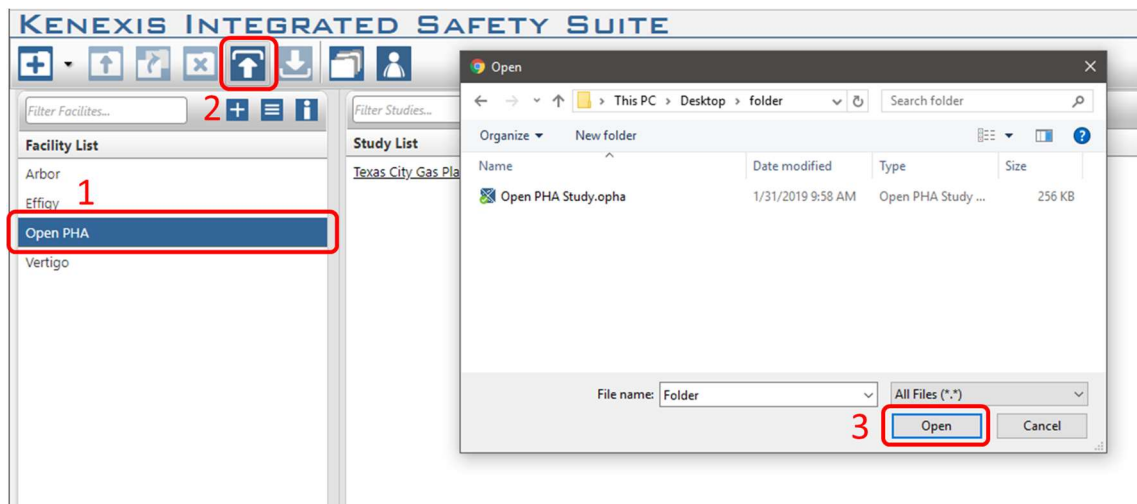 KENEXIS INTEGRATED SAFETY SUITE
2
Filter Facilites...
Facility List
Arbor
1
Effigy
Open PHA
Vertigo
Filter Studies...
Study List
Texas City Gas Pla
Open
This PC > Desktop > folder
Search folder
Organize
New folder
Name
Date modified
Type
Size
Open PHA Study.opha
1/31/2019 9:58 AM
Open PHA Study ...
256 KB
File name:
Folder
All Files (*.*)
3
Open
Cancel